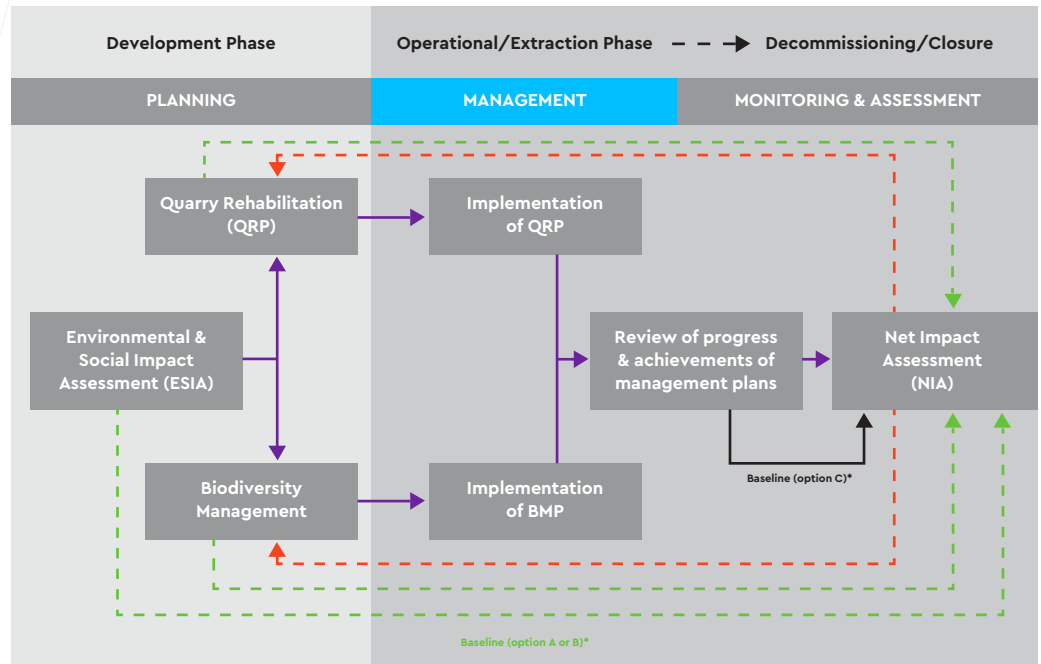 Development Phase
Operational/Extraction Phase
Decommissioning/Closure
PLANNING
MANAGEMENT
MONITORING & ASSESSMENT
Quarry Rehabilitation
(QRP)
Implementation
of QRP
Environmental &
Social Impact
Assessment (ESIA)
Review of progress
& achievements of
management plans
Net Impact
Assessment
(NIA)
Baseline (option C)*
Biodiversity
Management
Implementation
of BMP
Baseline (option A or B)*